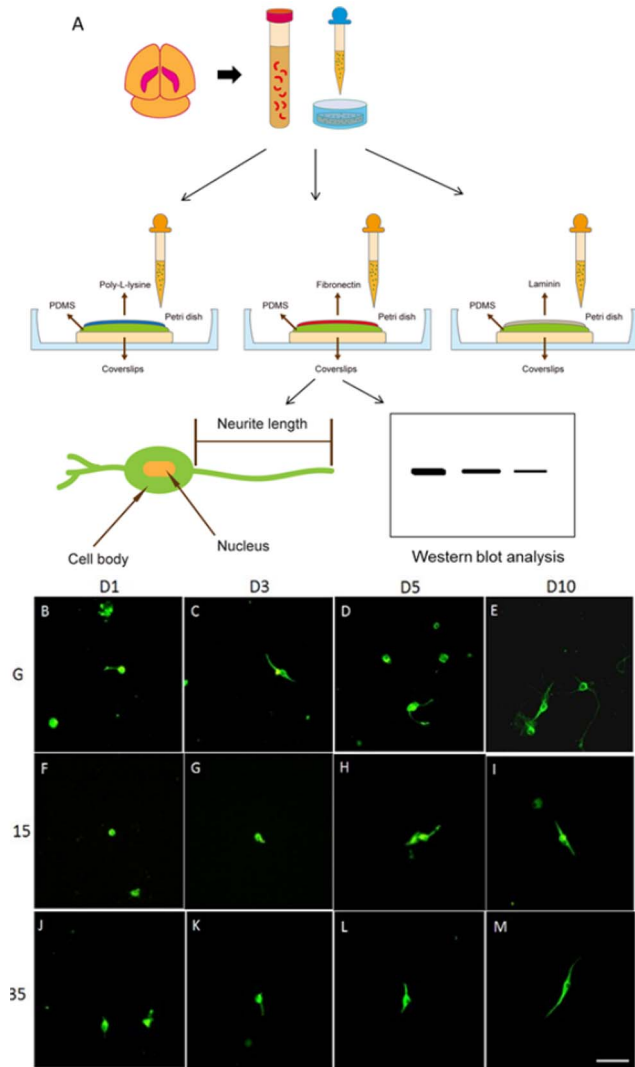 A
Poly-L-lysine
PDMS
Petri dish
Coverslips
Fibronectin
PDMS
Petri dish
Coverslips
Laminin
PDMS
Petri dish
Coverslips
Neurite length
Cell body
Nucleus
Western blot analysis
D1 D3 D5 D10
G
B C D E
15
F G H I
35
J K L M